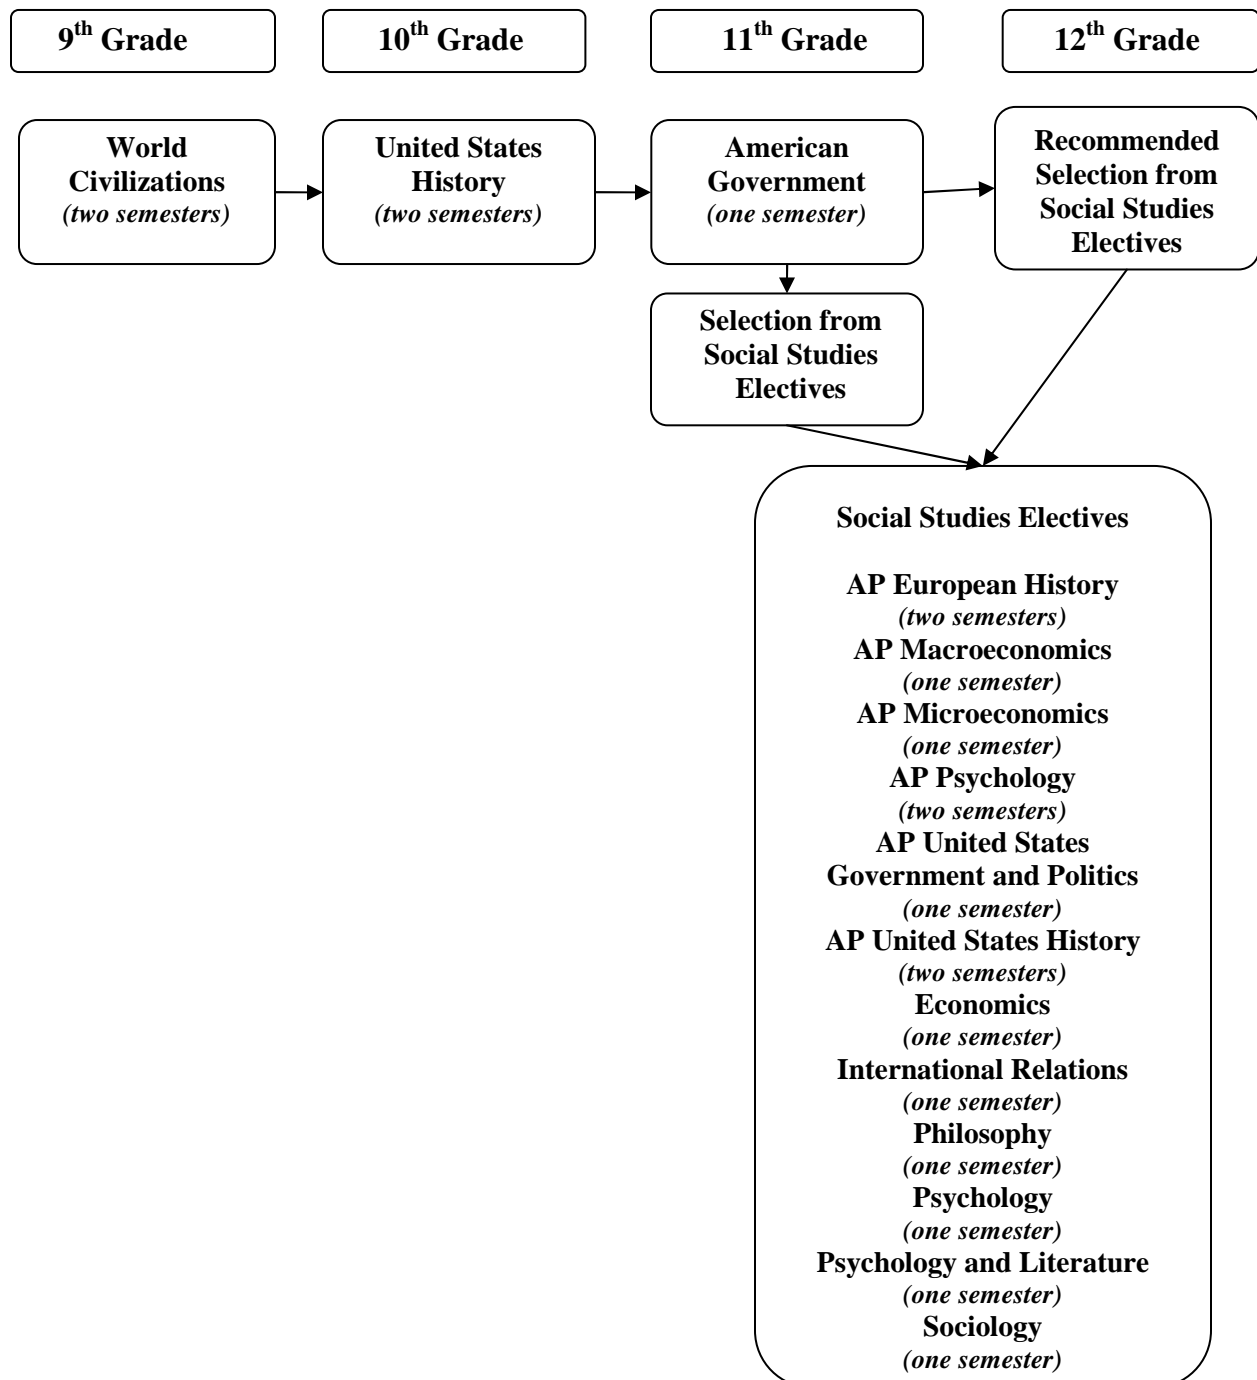 9th Grade
10th Grade
11th Grade
12th Grade
World
Civilizations
(two semesters)
United States
History
(two semesters)
American
Government
(one semester)
Recommended
Selection from
Social Studies
Electives
Selection from
Social Studies
Electives
Social Studies Electives
AP European History
(two semesters)
AP Macroeconomics
(one semester)
AP Microeconomics
(one semester)
AP Psychology
(two semesters)
AP United States
Government and Politics
(one semester)
AP United States History
(two semesters)
Economics
(one semester)
International Relations
(one semester)
Philosophy
(one semester)
Psychology
(one semester)
Psychology and Literature
(one semester)
Sociology
(one semester)